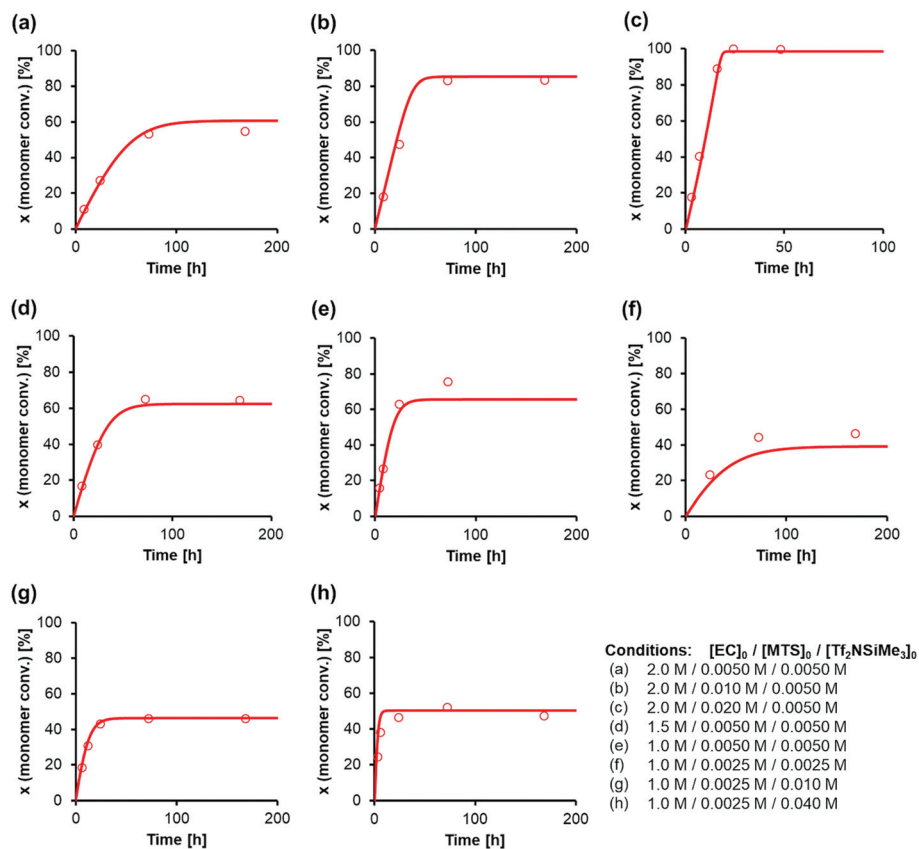 (a)
x (monomer conv.) [%]
100
80
60
40
20
0
0 100 200
Time [h]
(b)
x (monomer conv.) [%]
100
80
60
40
20
0
0 100 200
Time [h]
(c)
x (monomer conv.) [%]
100
80
60
40
20
0
0 50 100
Time [h]
(d)
x (monomer conv.) [%]
100
80
60
40
20
0
0 100 200
Time [h]
(e)
x (monomer conv.) [%]
100
80
60
40
20
0
0 100 200
Time [h]
(f)
x (monomer conv.) [%]
100
80
60
40
20
0
0 100 200
Time [h]
(g)
x (monomer conv.) [%]
100
80
60
40
20
0
0 100 200
Time [h]
(h)
x (monomer conv.) [%]
100
80
60
40
20
0
0 100 200
Time [h]
Conditions: [EC]₀ / [MTS]₀ / [Tf₂NSiMe₃]₀
(a) 2.0 M / 0.0050 M / 0.0050 M
(b) 2.0 M / 0.010 M / 0.0050 M
(c) 2.0 M / 0.020 M / 0.0050 M
(d) 1.5 M / 0.0050 M / 0.0050 M
(e) 1.0 M / 0.0050 M / 0.0050 M
(f) 1.0 M / 0.0025 M / 0.0025 M
(g) 1.0 M / 0.0025 M / 0.010 M
(h) 1.0 M / 0.0025 M / 0.040 M